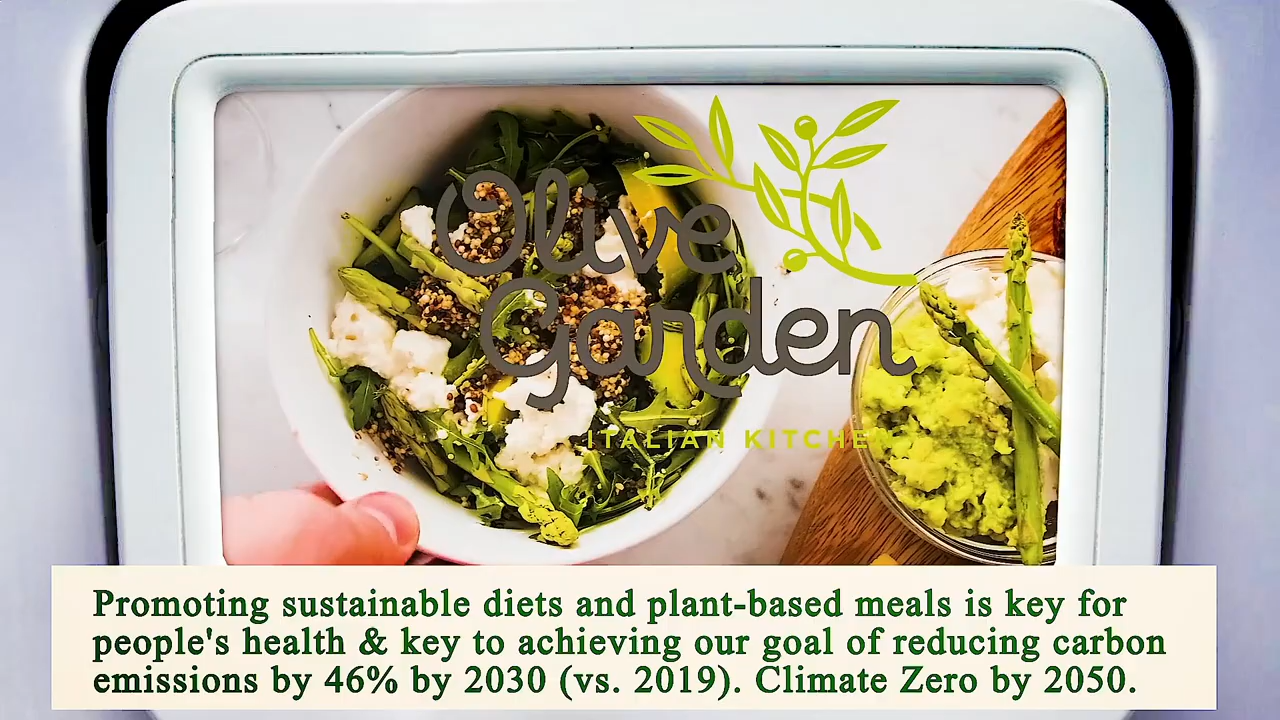 Olive
Garden
ITALIAN KITCHEN
Promoting sustainable diets and plant-based meals is key for
people's health & key to achieving our goal of reducing carbon
emissions by 46% by 2030 (vs. 2019). Climate Zero by 2050.